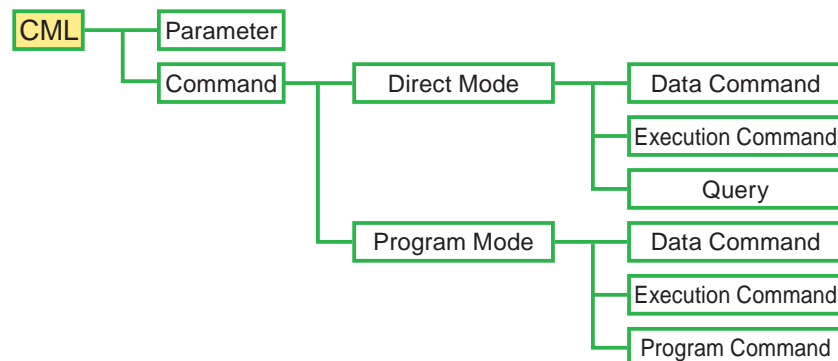 CML
Parameter
Command
Direct Mode
Data Command
Execution Command
Query
Program Mode
Data Command
Execution Command
Program Command